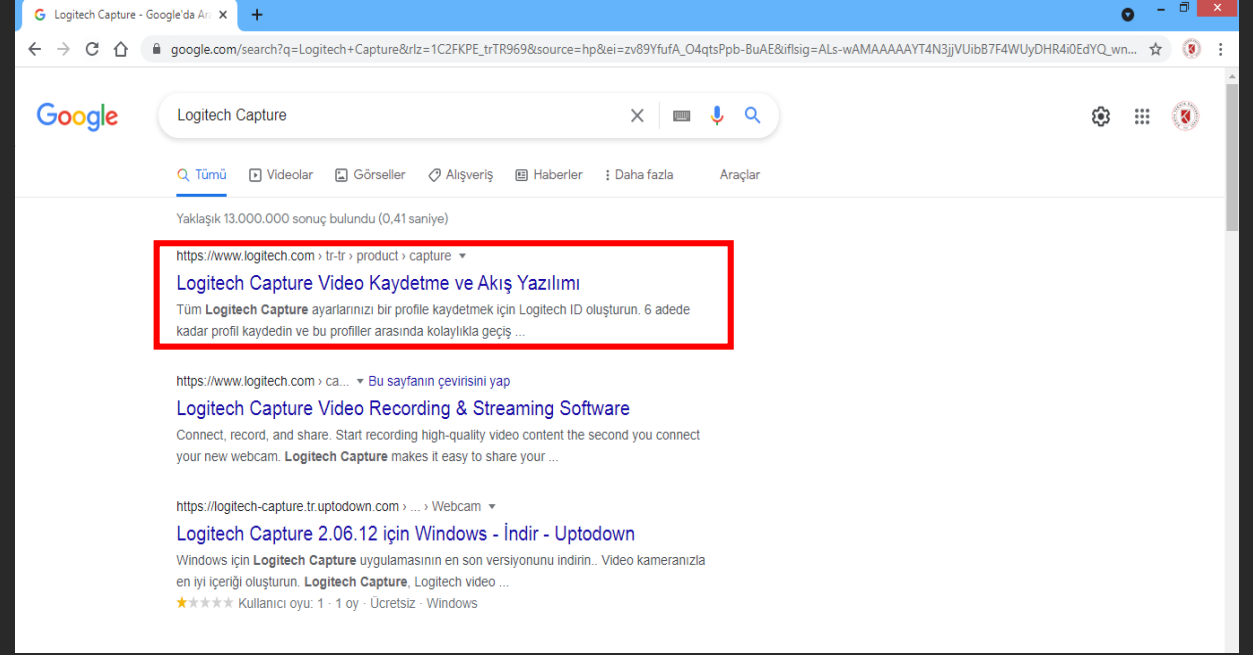 Logitech Capture - Google'da Ar
google.com/search?q=Logitech+Capture&rlz=1C2FKPE_trTR969&source=hp&ei=zv89YfufA_O4qtsPpb-BuAE&iflsig=ALs-wAMAAAAAYT4N3jjVUibB7F4WUyDHR4i0EdYQ_wn...
Google
Logitech Capture
Tümü Videolar Görseller Alışveriş Haberler Daha fazla Araçlar
Yaklaşık 13.000.000 sonuç bulundu (0,41 saniye)
https://www.logitech.com › tr-tr › product › capture
Logitech Capture Video Kaydetme ve Akış Yazılımı
Tüm Logitech Capture ayarlarınızı bir profile kaydetmek için Logitech ID oluşturun. 6 adede
kadar profil kaydedin ve bu profiller arasında kolaylıkla geçiş ...
https://www.logitech.com › ca... Bu sayfanın çevirisini yap
Logitech Capture Video Recording & Streaming Software
Connect, record, and share. Start recording high-quality video content the second you connect
your new webcam. Logitech Capture makes it easy to share your ...
https://logitech-capture.tr.uptodown.com › ... › Webcam
Logitech Capture 2.06.12 için Windows - İndir - Uptodown
Windows için Logitech Capture uygulamasının en son versiyonunu indirin.. Video kameranızla
en iyi içeriği oluşturun. Logitech Capture, Logitech video ...
Kullanıcı oyu: 1 · 1 oy · Ücretsiz · Windows